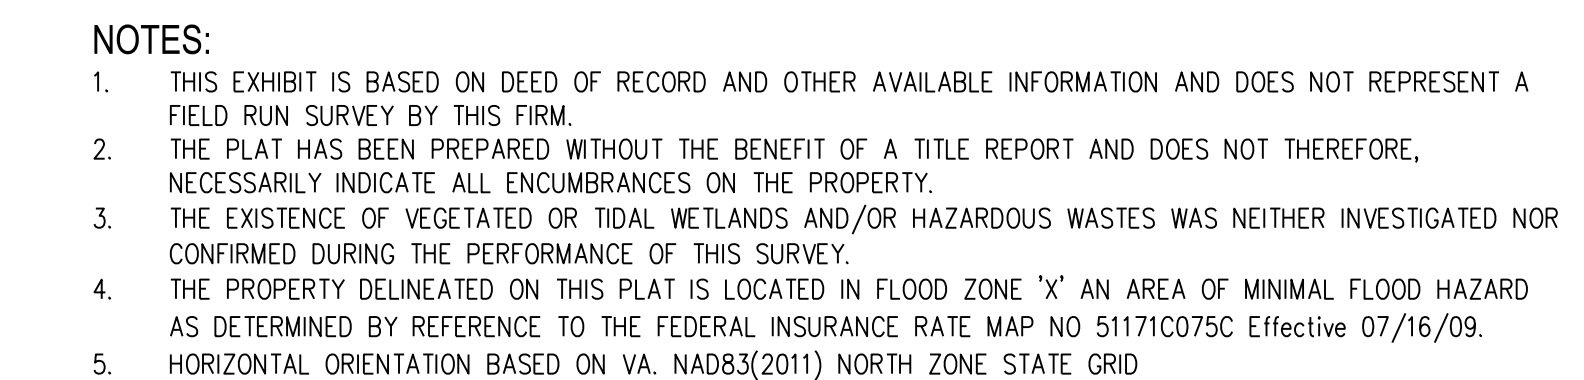 NOTES:
1. THIS EXHIBIT IS BASED ON DEED OF RECORD AND OTHER AVAILABLE INFORMATION AND DOES NOT REPRESENT A
FIELD RUN SURVEY BY THIS FIRM.
2. THE PLAT HAS BEEN PREPARED WITHOUT THE BENEFIT OF A TITLE REPORT AND DOES NOT THEREFORE,
NECESSARILY INDICATE ALL ENCUMBRANCES ON THE PROPERTY.
3. THE EXISTENCE OF VEGETATED OR TIDAL WETLANDS AND/OR HAZARDOUS WASTES WAS NEITHER INVESTIGATED NOR
CONFIRMED DURING THE PERFORMANCE OF THIS SURVEY.
4. THE PROPERTY DELINEATED ON THIS PLAT IS LOCATED IN FLOOD ZONE 'X' AN AREA OF MINIMAL FLOOD HAZARD
AS DETERMINED BY REFERENCE TO THE FEDERAL INSURANCE RATE MAP NO 51171C075C Effective 07/16/09.
5. HORIZONTAL ORIENTATION BASED ON VA. NAD83(2011) NORTH ZONE STATE GRID